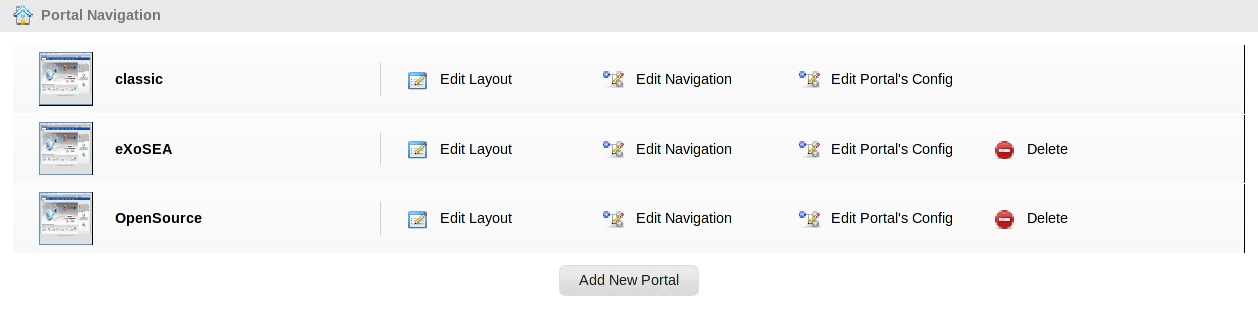 Portal Navigation
classic Edit Layout Edit Navigation Edit Portal's Config
eXoSEA Edit Layout Edit Navigation Edit Portal's Config Delete
OpenSource Edit Layout Edit Navigation Edit Portal's Config Delete
Add New Portal